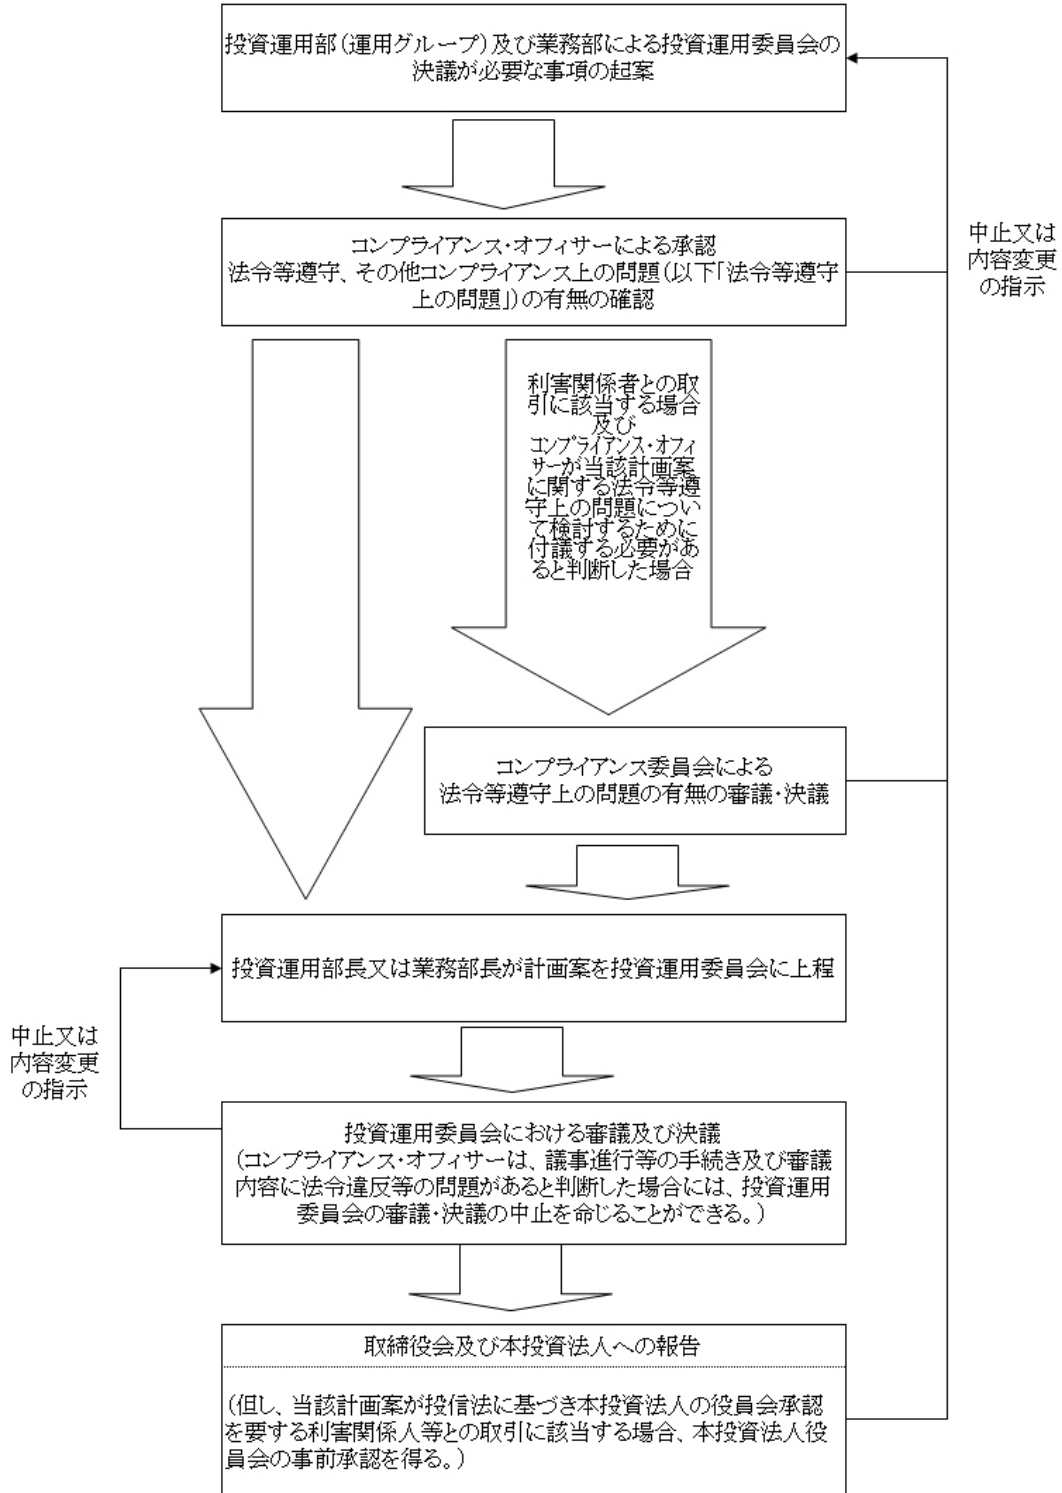 投資運用部（運用グループ）及び業務部による投資運用委員会の
決議が必要な事項の起案
中止又は
内容変更
の指示
コンプライアンス・オフィサーによる承認
法令等遵守、その他コンプライアンス上の問題（以下「法令等遵守
上の問題」）の有無の確認
利害関係者との取
引に該当する場合
及び
コンプライアンス・オフィ
サーが当該計画案
に関する法令等遵
守上の問題につい
て検討するために
付議する必要があ
ると判断した場合
コンプライアンス委員会による
法令等遵守上の問題の有無の審議・決議
投資運用部長又は業務部長が計画案を投資運用委員会に上程
中止又は
内容変更
の指示
投資運用委員会における審議及び決議
（コンプライアンス・オフィサーは、議事進行等の手続き及び審議
内容に法令違反等の問題があると判断した場合には、投資運用
委員会の審議・決議の中止を命じることができる。）
取締役会及び本投資法人への報告
（但し、当該計画案が投信法に基づき本投資法人の役員会承認
を要する利害関係人等との取引に該当する場合、本投資法人役
員会の事前承認を得る。）